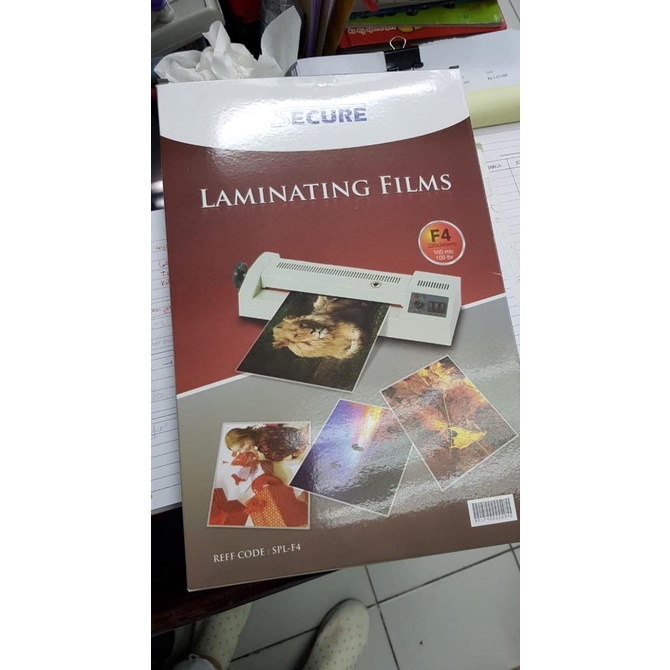 SECURE
LAMINATING FILMS
F4
100 mic
100 lbr
REFF CODE : SPL-F4